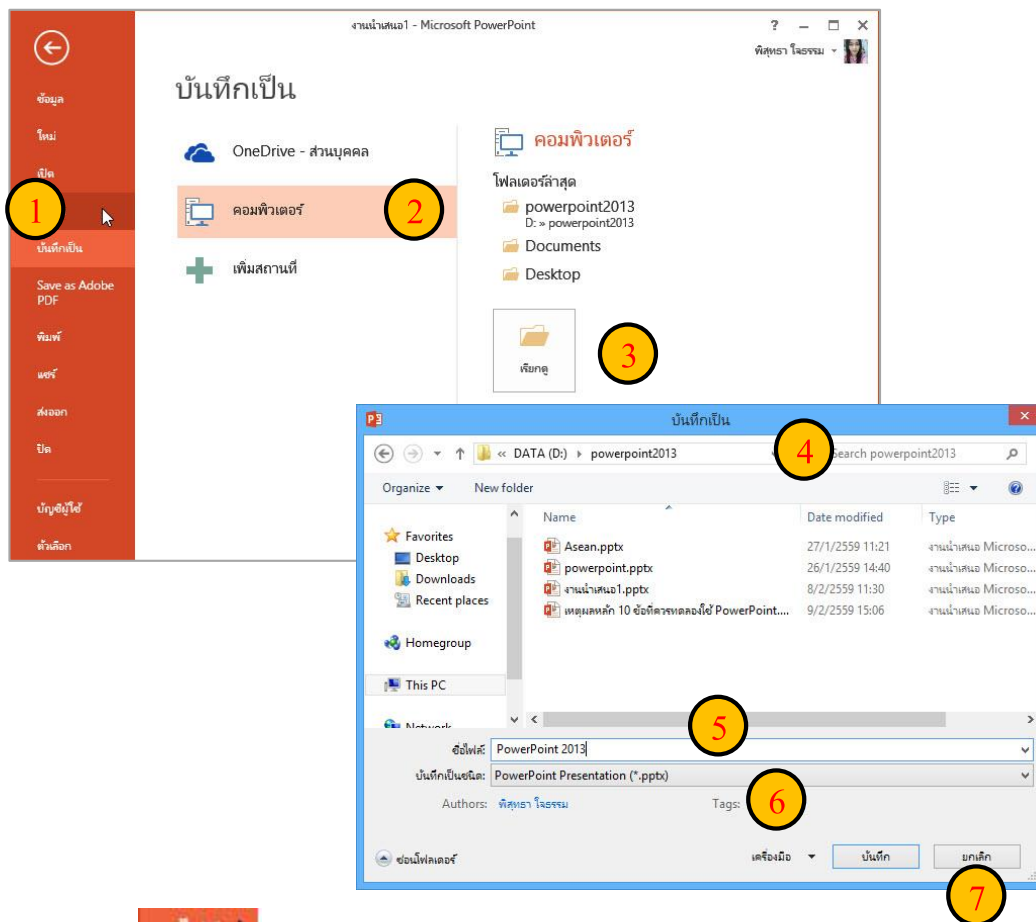 งานนำเสนอ1 - Microsoft PowerPoint
? – □ ×
พิสุทธา ใจธรรม
ข้อมูล
ใหม่
เปิด
1
บันทึกเป็น
Save as Adobe
PDF
พิมพ์
แชร์
ส่งออก
ปิด
บัญชีผู้ใช้
ตัวเลือก
บันทึกเป็น
OneDrive - ส่วนบุคคล
คอมพิวเตอร์
2
เพิ่มสถานที่
คอมพิวเตอร์
โฟลเดอร์ล่าสุด
powerpoint2013
D: » powerpoint2013
Documents
Desktop
เรียกดู
3
บันทึกเป็น
« DATA (D:) powerpoint2013
4
Search powerpoint2013
Organize
New folder
Favorites
Desktop
Downloads
Recent places
Homegroup
This PC
Network
Name Date modified Type
Asean.pptx 27/1/2559 11:21 งานนำเสนอ Microso...
powerpoint.pptx 26/1/2559 14:40 งานนำเสนอ Microso...
งานนำเสนอ1.pptx 8/2/2559 11:30 งานนำเสนอ Microso...
เหตุผลหลัก 10 ข้อที่ควรทดลองใช้ PowerPoint.... 9/2/2559 15:06 งานนำเสนอ Microso...
5
ชื่อไฟล์: PowerPoint 2013
บันทึกเป็นชนิด: PowerPoint Presentation (*.pptx)
Authors: พิสุทธา ใจธรรม Tags:
6
ซ่อนโฟลเดอร์
เครื่องมือ
บันทึก
ยกเลิก
7